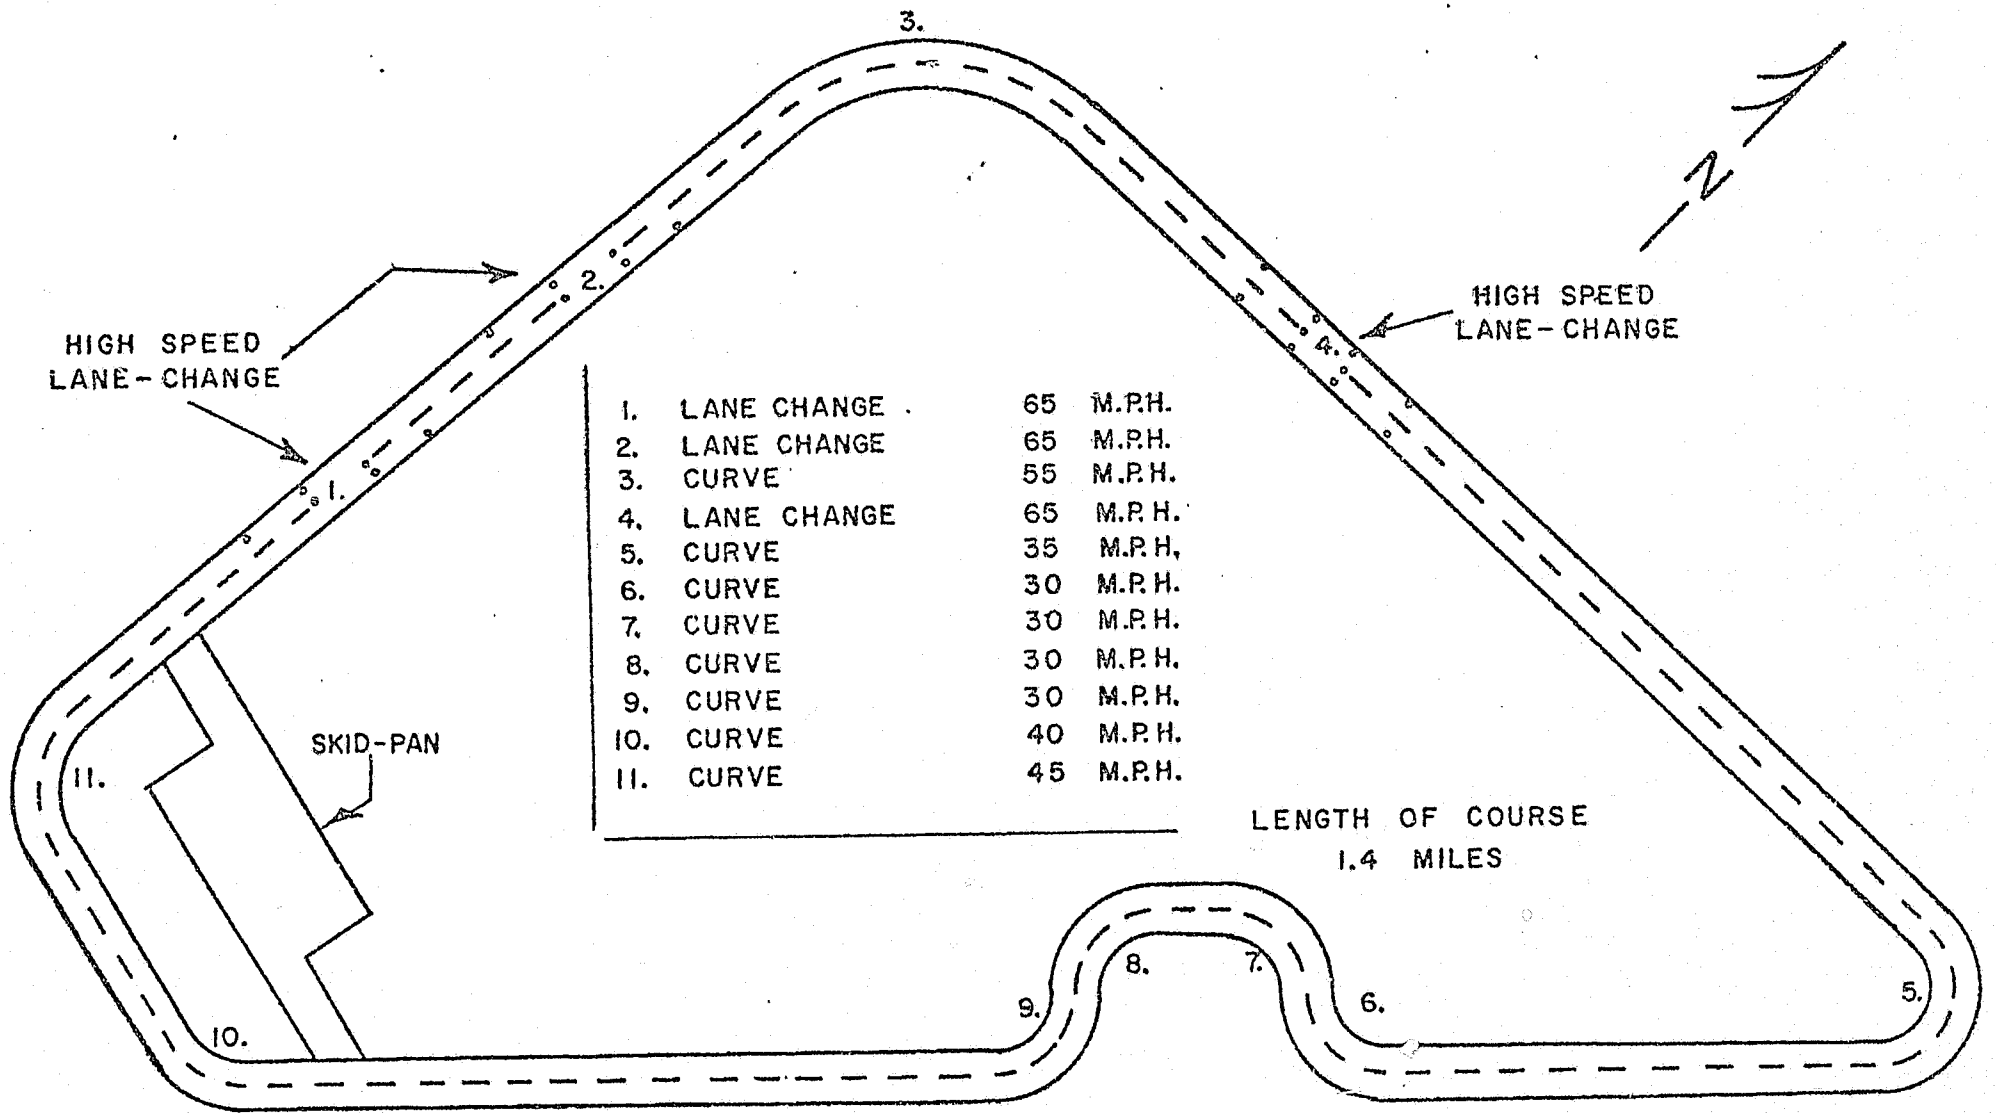 3.
N
2.
HIGH SPEED
LANE-CHANGE
HIGH SPEED
LANE-CHANGE
4.
1.
1. LANE CHANGE 65 M.P.H.
2. LANE CHANGE 65 M.P.H.
3. CURVE 55 M.P.H.
4. LANE CHANGE 65 M.P.H.
5. CURVE 35 M.P.H.
6. CURVE 30 M.P.H.
7. CURVE 30 M.P.H.
8. CURVE 30 M.P.H.
9. CURVE 30 M.P.H.
10. CURVE 40 M.P.H.
11. CURVE 45 M.P.H.
SKID-PAN
11.
LENGTH OF COURSE
1.4 MILES
8.
7.
9.
6.
5.
10.